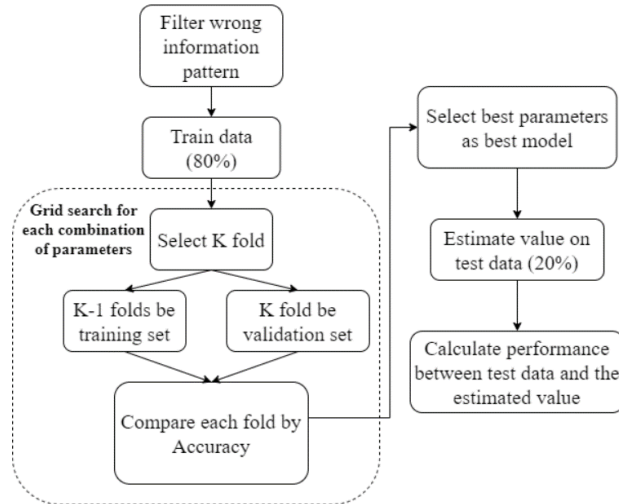 Filter wrong
information
pattern
Train data
(80%)
Grid search for
each combination
of parameters
Select K fold
K-1 folds be
training set
K fold be
validation set
Compare each fold by
Accuracy
Select best parameters
as best model
Estimate value on
test data (20%)
Calculate performance
between test data and the
estimated value